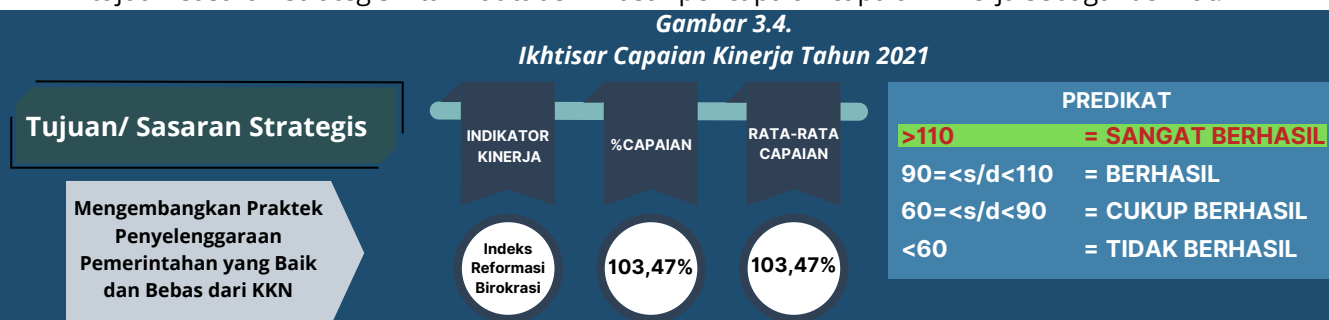 Gambar 3.4.
Ikhtisar Capaian Kinerja Tahun 2021
Tujuan/ Sasaran Strategis
INDIKATOR
KINERJA
%CAPAIAN
RATA-RATA
CAPAIAN
PREDIKAT
>110 = SANGAT BERHASIL
90=<s/d<110 = BERHASIL
60=<s/d<90 = CUKUP BERHASIL
<60 = TIDAK BERHASIL
Mengembangkan Praktek
Penyelenggaraan
Pemerintahan yang Baik
dan Bebas dari KKN
Indeks
Reformasi
Birokrasi
103,47%
103,47%